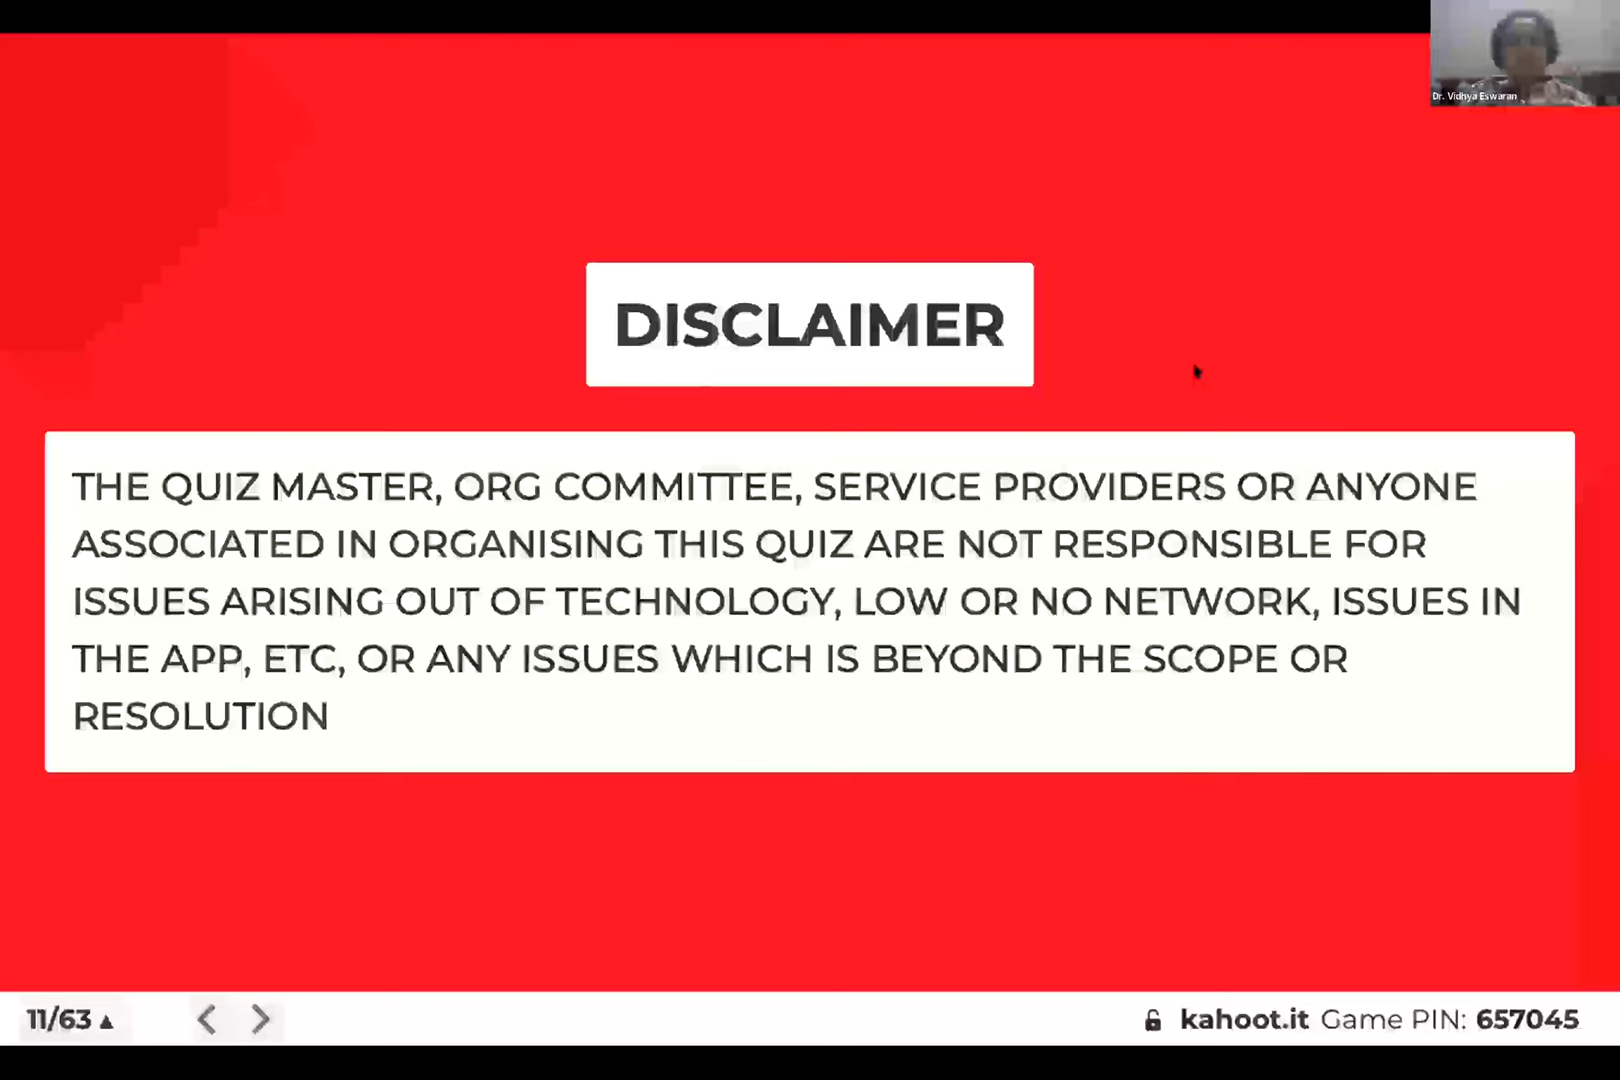 Dr. Vidhya Eswaran
DISCLAIMER
THE QUIZ MASTER, ORG COMMITTEE, SERVICE PROVIDERS OR ANYONE
ASSOCIATED IN ORGANISING THIS QUIZ ARE NOT RESPONSIBLE FOR
ISSUES ARISING OUT OF TECHNOLOGY, LOW OR NO NETWORK, ISSUES IN
THE APP, ETC, OR ANY ISSUES WHICH IS BEYOND THE SCOPE OR
RESOLUTION
11/63 ▲
kahoot.it Game PIN: 657045